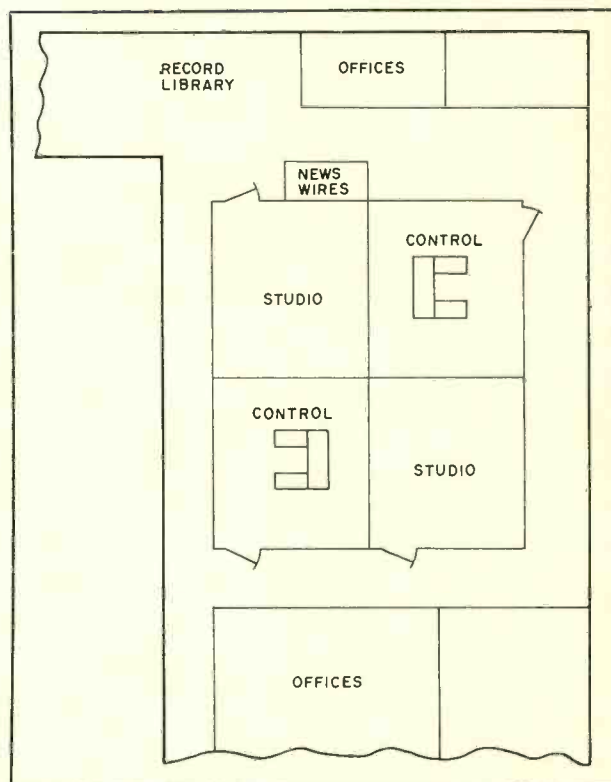 RECORD
LIBRARY
OFFICES
NEWS
WIRES
CONTROL
STUDIO
CONTROL
STUDIO
OFFICES